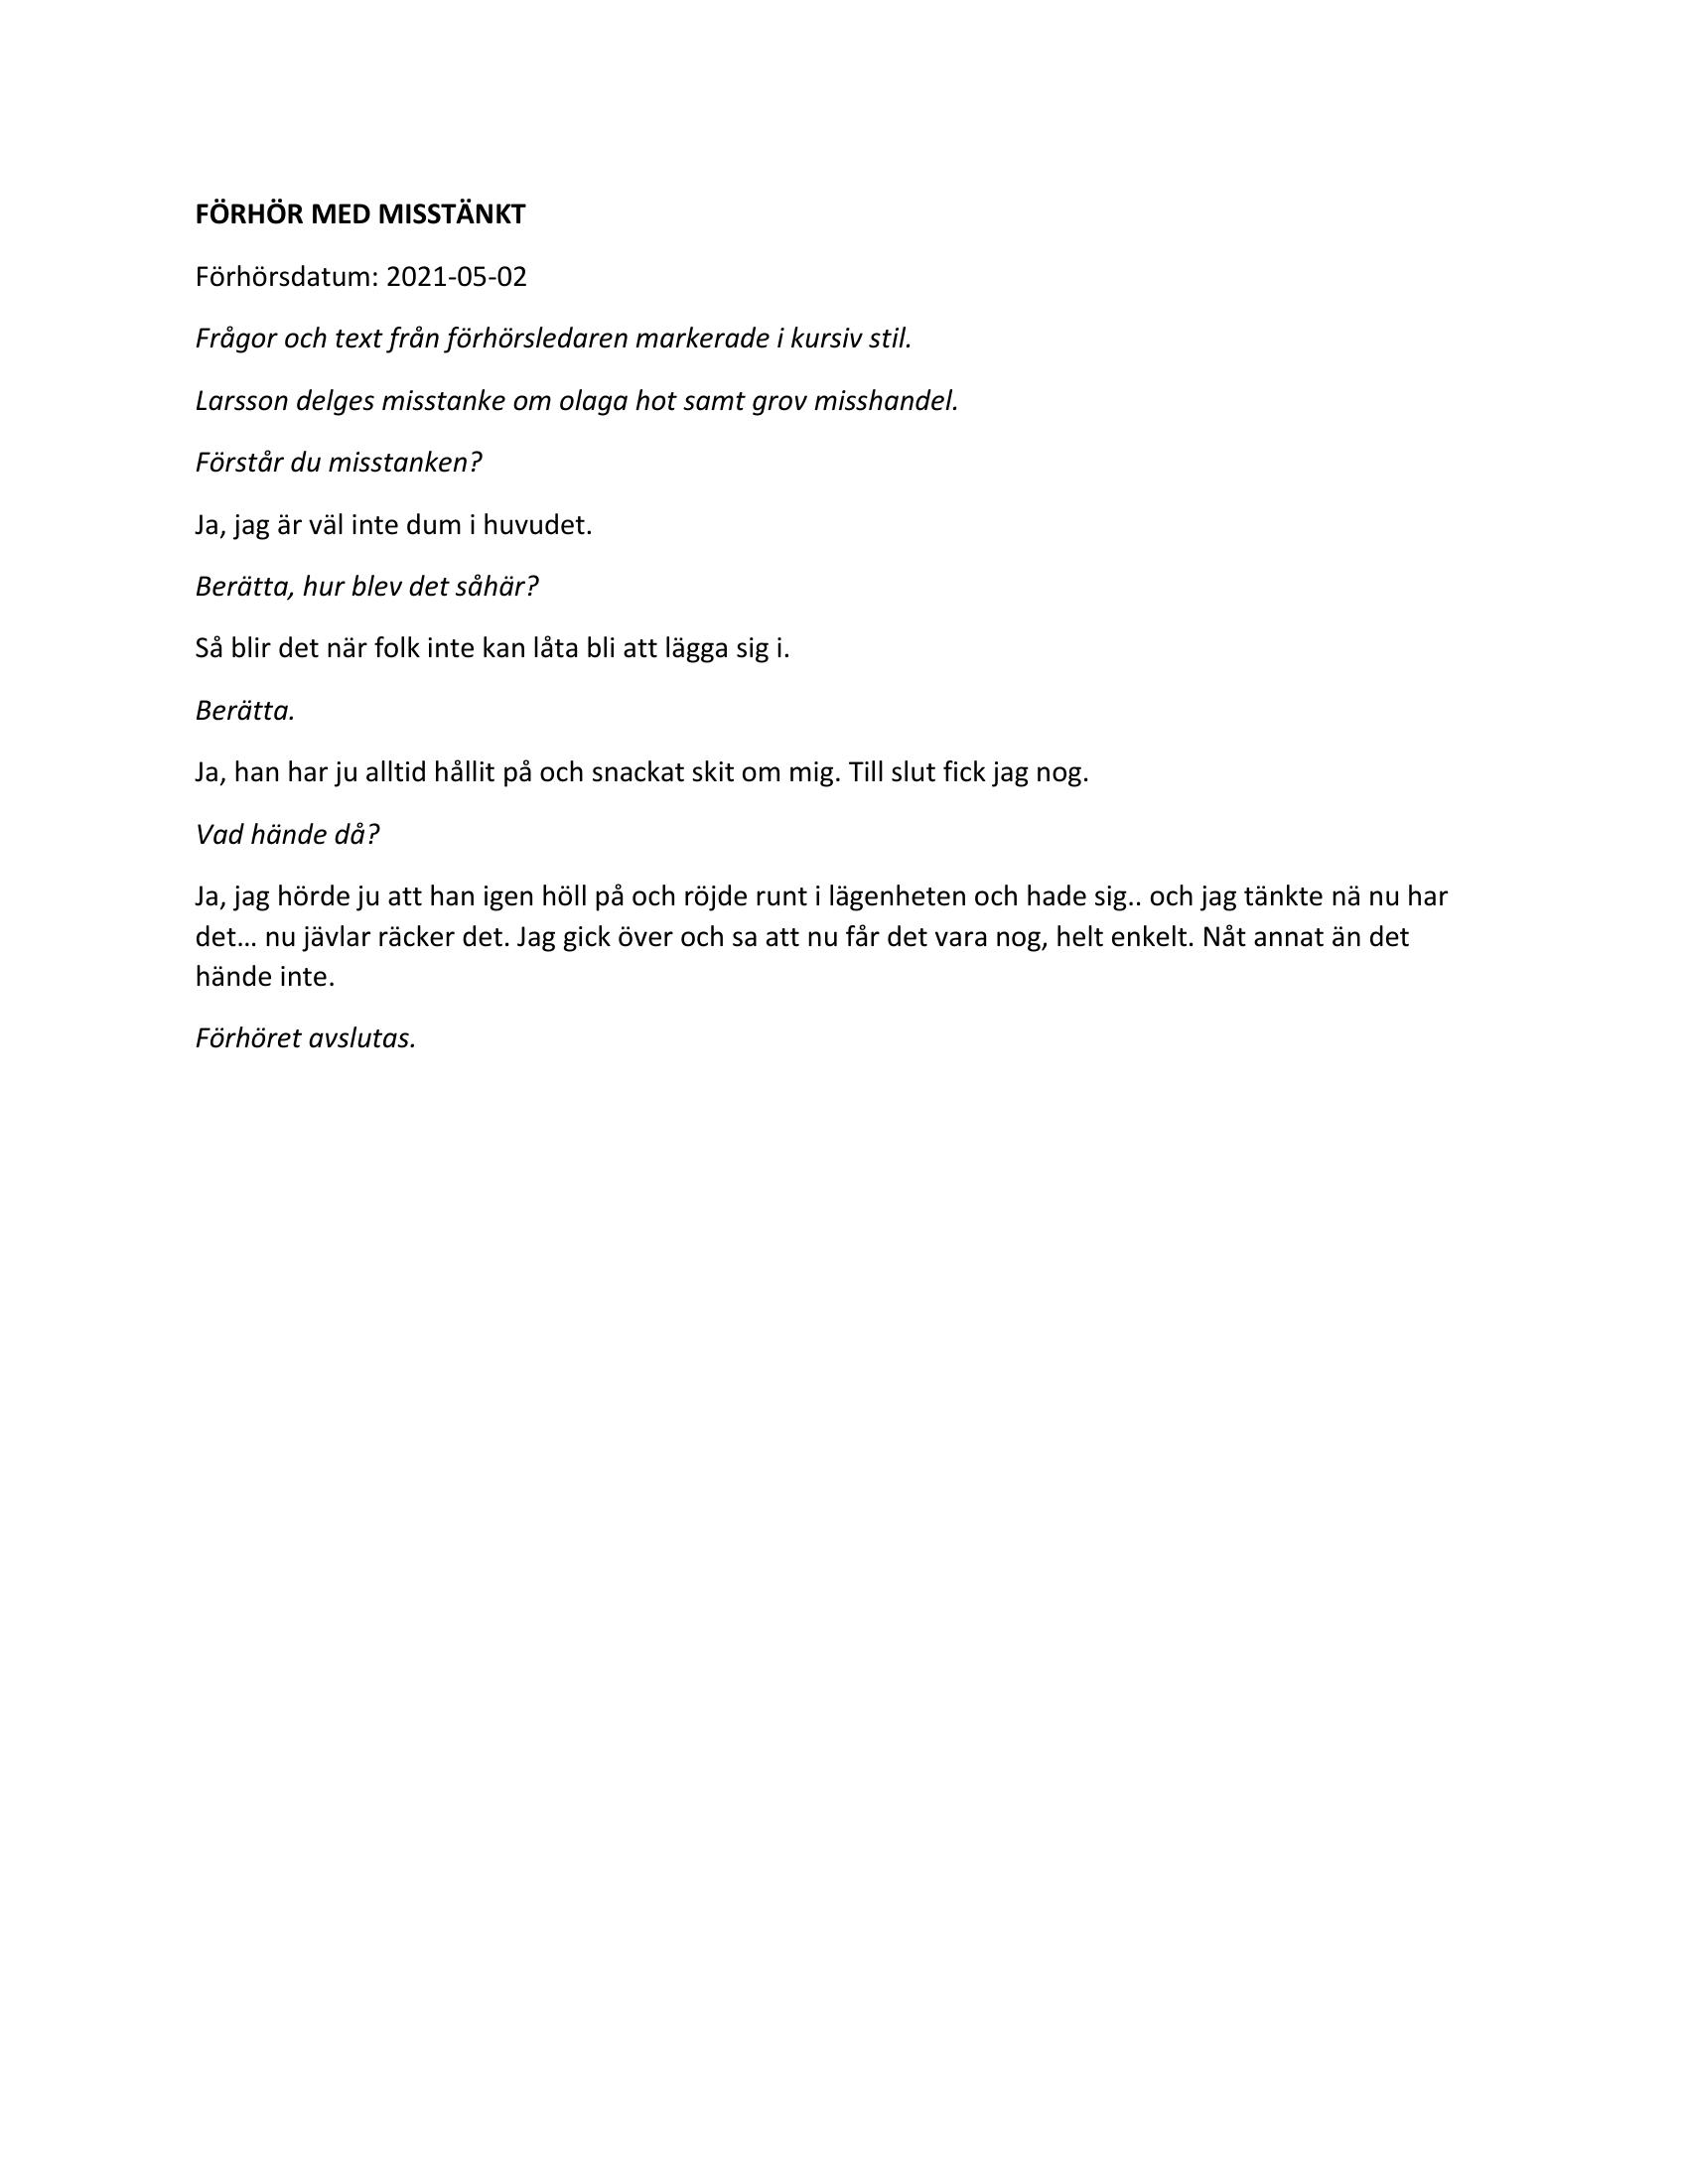 FÖRHÖR MED MISSTÄNKT
Förhörsdatum: 2021-05-02
Frågor och text från förhörsledaren markerade i kursiv stil.
Larsson delges misstanke om olaga hot samt grov misshandel.
Förstår du misstanken?
Ja, jag är väl inte dum i huvudet.
Berätta, hur blev det såhär?
Så blir det när folk inte kan låta bli att lägga sig i.
Berätta.
Ja, han har ju alltid hållit på och snackat skit om mig. Till slut fick jag nog.
Vad hände då?
Ja, jag hörde ju att han igen höll på och röjde runt i lägenheten och hade sig.. och jag tänkte nä nu har
det… nu jävlar räcker det. Jag gick över och sa att nu får det vara nog, helt enkelt. Nåt annat än det
hände inte.
Förhöret avslutas.